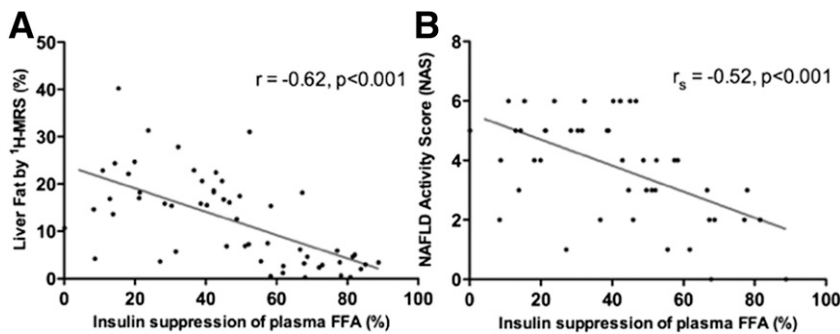 A
50
40
30
20
10
0
0 20 40 60 80 100
Liver Fat by ¹H-MRS (%)
r = -0.62, p<0.001
Insulin suppression of plasma FFA (%)
B
8
6
4
2
0
0 20 40 60 80 100
NAFLD Activity Score (NAS)
rₛ = -0.52, p<0.001
Insulin suppression of plasma FFA (%)